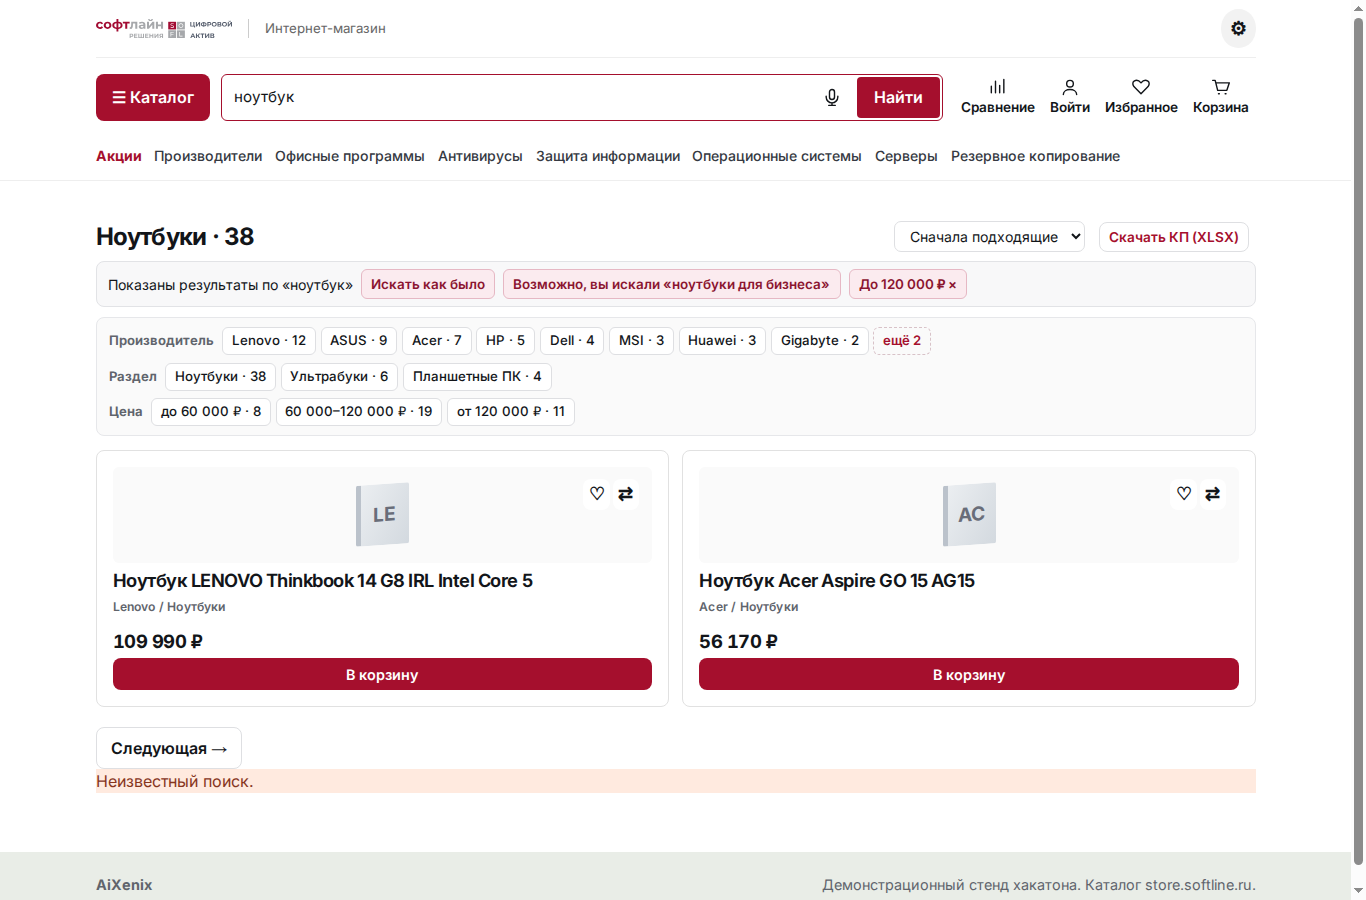 софтлайн РЕШЕНИЯ SOFL ЦИФРОВОЙ АКТИВ Интернет-магазин
☰ Каталог ноутбук Найти Сравнение Войти Избранное Корзина
Акции Производители Офисные программы Антивирусы Защита информации Операционные системы Серверы Резервное копирование
Ноутбуки · 38 Сначала подходящие Скачать КП (XLSX)
Показаны результаты по «ноутбук» Искать как было Возможно, вы искали «ноутбуки для бизнеса» До 120 000 ₽ ×
Производитель Lenovo · 12 ASUS · 9 Acer · 7 HP · 5 Dell · 4 MSI · 3 Huawei · 3 Gigabyte · 2 ещё 2
Раздел Ноутбуки · 38 Ультрабуки · 6 Планшетные ПК · 4
Цена до 60 000 ₽ · 8 60 000–120 000 ₽ · 19 от 120 000 ₽ · 11
LE
Ноутбук LENOVO Thinkbook 14 G8 IRL Intel Core 5
Lenovo / Ноутбуки
109 990 ₽
В корзину
AC
Ноутбук Acer Aspire GO 15 AG15
Acer / Ноутбуки
56 170 ₽
В корзину
Следующая →
Неизвестный поиск.
AiXenix Демонстрационный стенд хакатона. Каталог store.softline.ru.